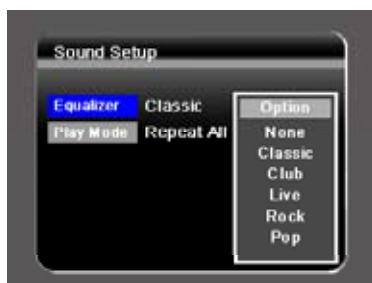 Sound Setup
Equalizer Classic
Play Mode Repeat All
Option
None
Classic
Club
Live
Rock
Pop